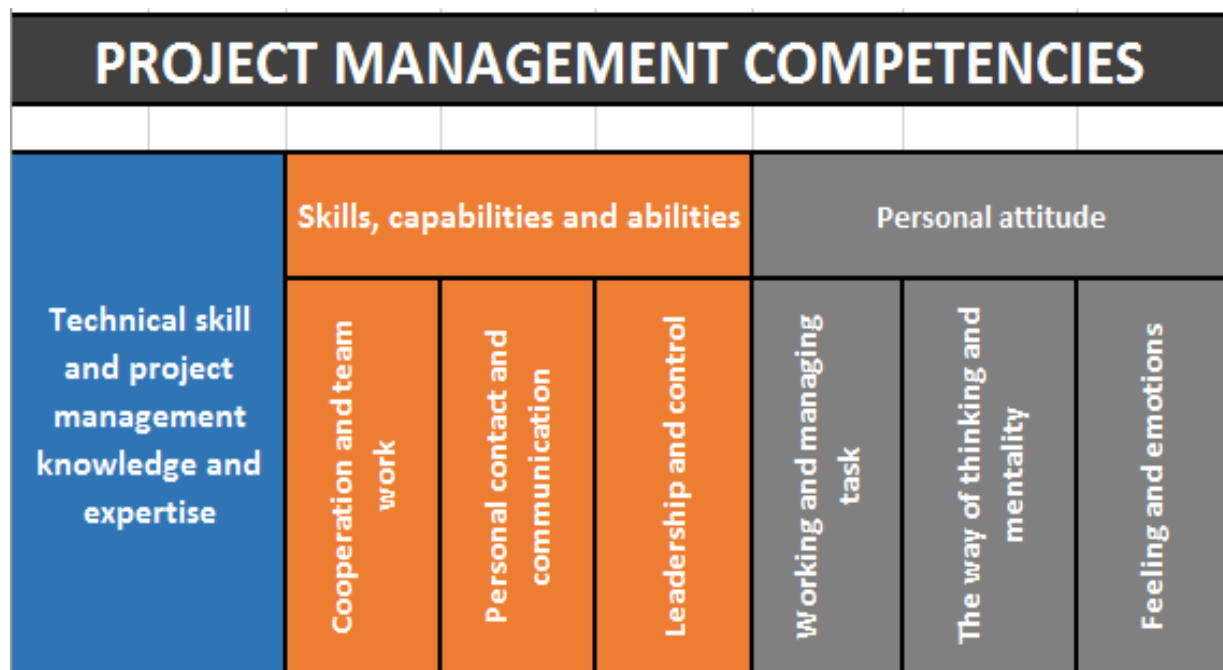 PROJECT MANAGEMENT COMPETENCIES
Technical skill
and project
management
knowledge and
expertise
Skills, capabilities and abilities
Cooperation and team
work
Personal contact and
communication
Leadership and control
Personal attitude
Working and managing
task
The way of thinking and
mentality
Feeling and emotions